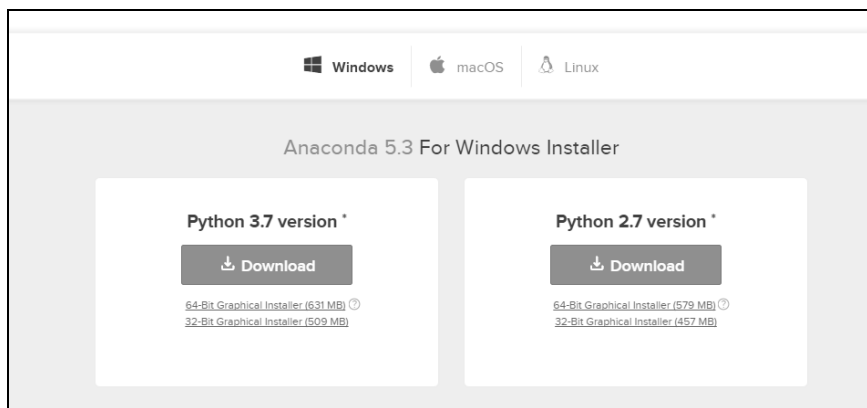 Windows
macOS
Linux
Anaconda 5.3 For Windows Installer
Python 3.7 version *
Download
64-Bit Graphical Installer (631 MB) ?
32-Bit Graphical Installer (509 MB)
Python 2.7 version *
Download
64-Bit Graphical Installer (579 MB) ?
32-Bit Graphical Installer (457 MB)